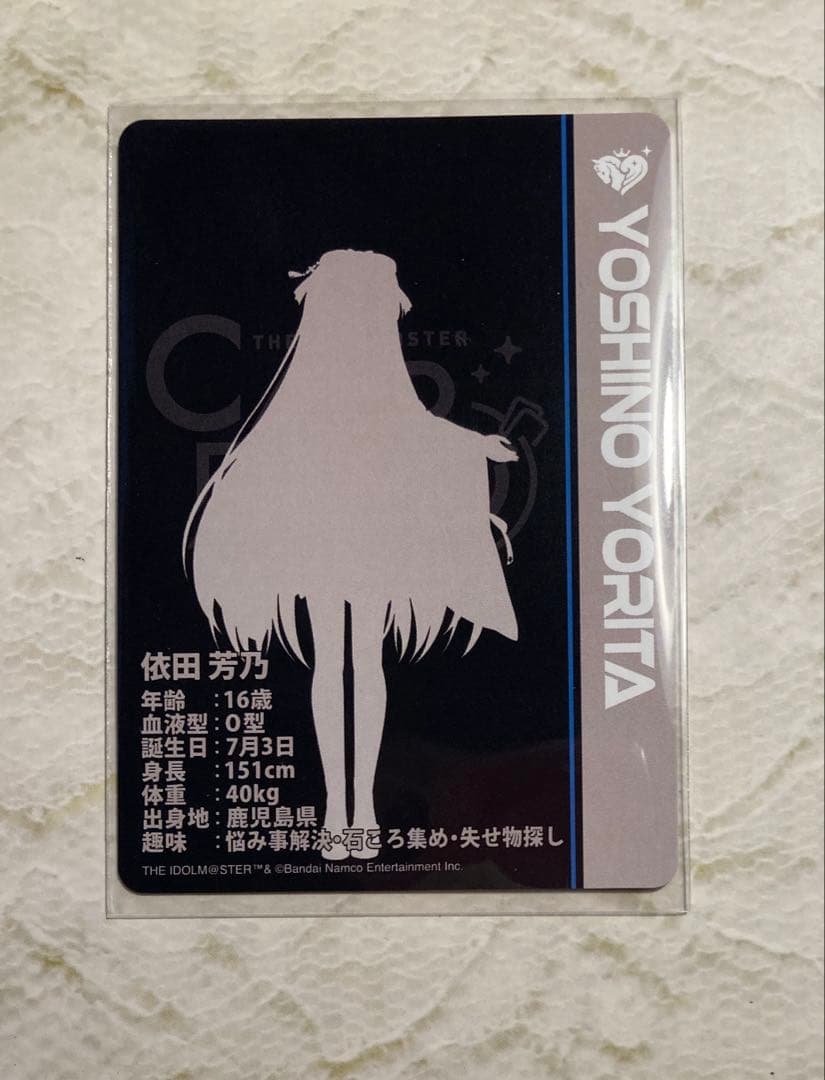 YOSHINO YORITA
依田 芳乃
年齢 : 16歳
血液型 : O型
誕生日 : 7月3日
身長 : 151cm
体重 : 40kg
出身地 : 鹿児島県
趣味 : 悩み事解決・石ころ集め・失せ物探し
THE IDOLM@STER™& ©Bandai Namco Entertainment Inc.